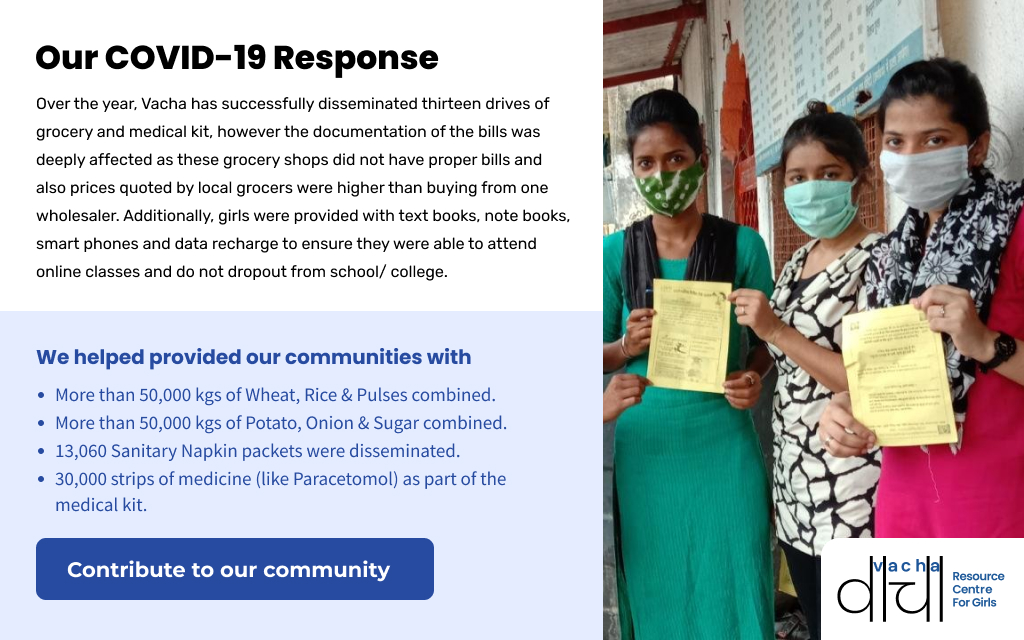 Our COVID-19 Response
Over the year, Vacha has successfully disseminated thirteen drives of
grocery and medical kit, however the documentation of the bills was
deeply affected as these grocery shops did not have proper bills and
also prices quoted by local grocers were higher than buying from one
wholesaler. Additionally, girls were provided with text books, note books,
smart phones and data recharge to ensure they were able to attend
online classes and do not dropout from school/ college.
We helped provided our communities with
• More than 50,000 kgs of Wheat, Rice & Pulses combined.
• More than 50,000 kgs of Potato, Onion & Sugar combined.
• 13,060 Sanitary Napkin packets were disseminated.
• 30,000 strips of medicine (like Paracetomol) as part of the
medical kit.
Contribute to our community
vacha
वाचा
Resource
Centre
For Girls